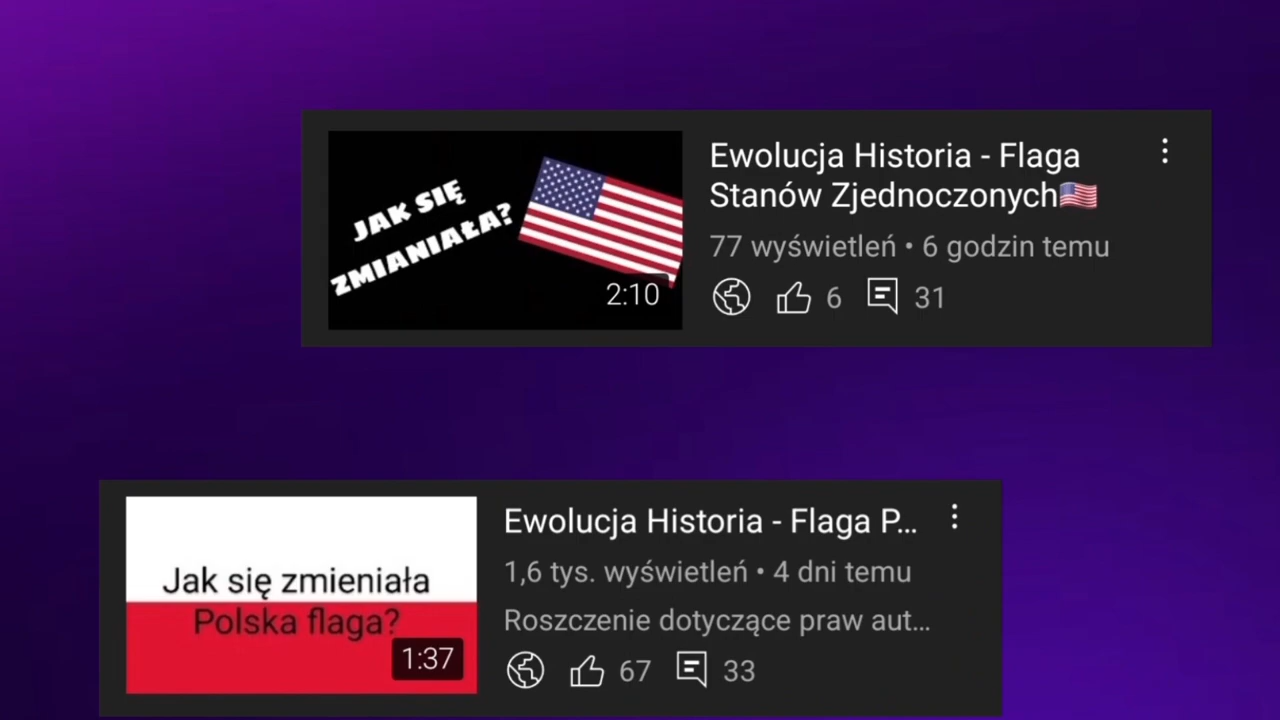 JAK SIĘ
ZMIANIAŁA?
2:10
Ewolucja Historia - Flaga
Stanów Zjednoczonych🇺🇸
77 wyświetleń • 6 godzin temu
6 31
Jak się zmieniała
Polska flaga?
1:37
Ewolucja Historia - Flaga P...
1,6 tys. wyświetleń • 4 dni temu
Roszczenie dotyczące praw aut...
67 33